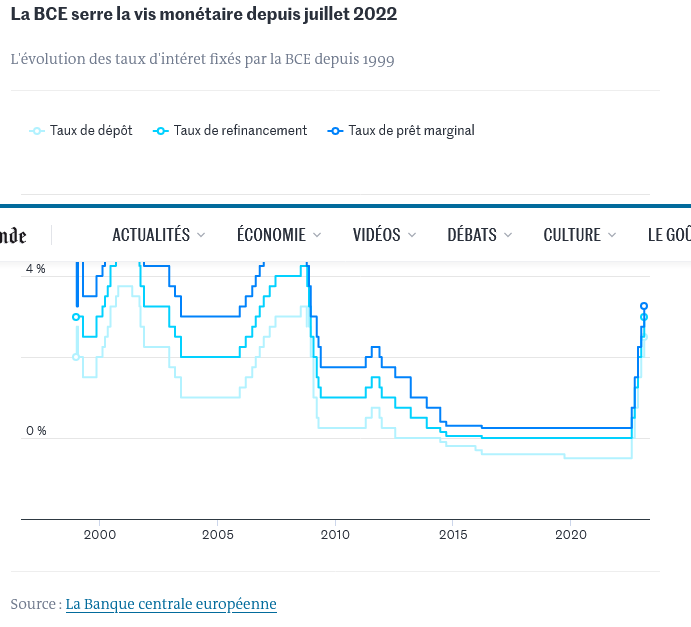 La BCE serre la vis monétaire depuis juillet 2022
L'évolution des taux d'intéret fixés par la BCE depuis 1999
Taux de dépôt Taux de refinancement Taux de prêt marginal
nde ACTUALITÉS ÉCONOMIE VIDÉOS DÉBATS CULTURE LE GOÛ
4 %
0 %
2000 2005 2010 2015 2020
Source : La Banque centrale européenne